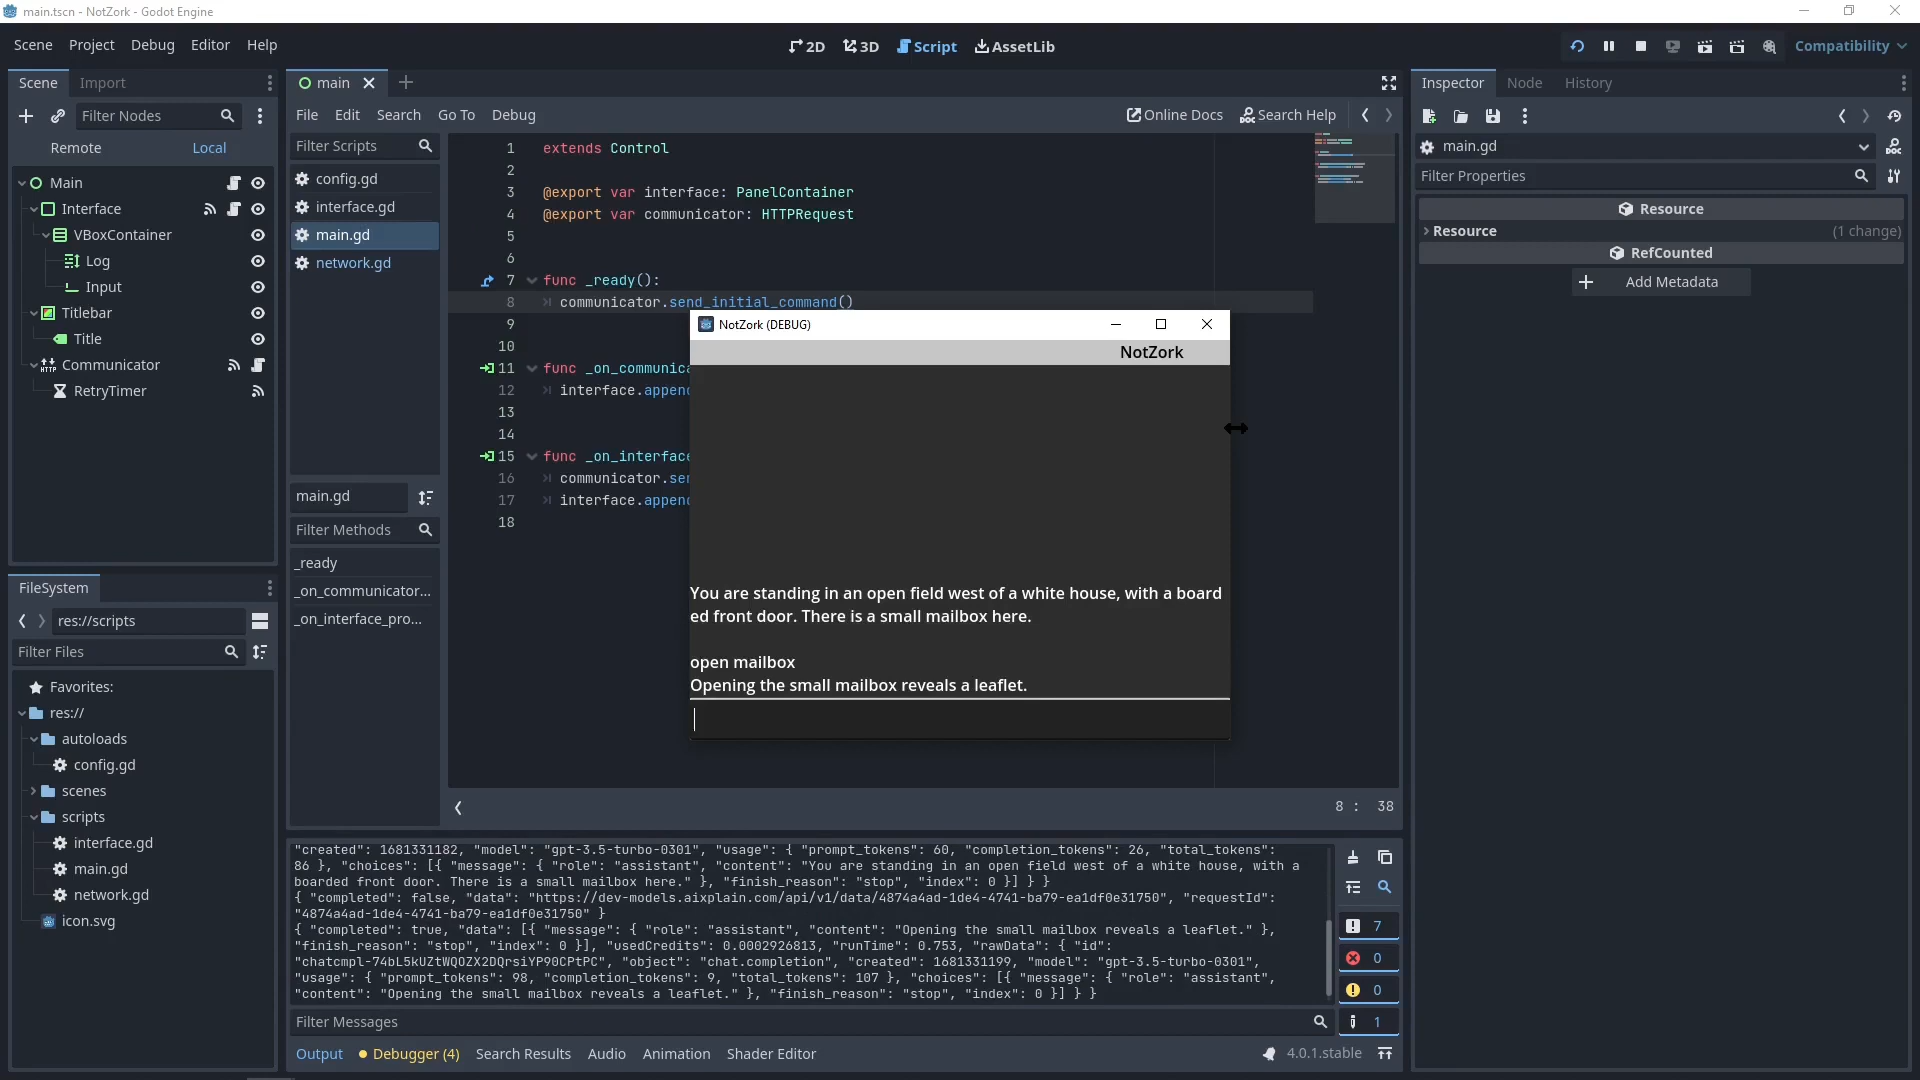 main.tscn - NotZork - Godot Engine
Scene Project Debug Editor Help
2D 3D Script AssetLib
Compatibility
Scene Import
main
Inspector Node History
Filter Nodes
File Edit Search Go To Debug
Online Docs Search Help
Remote Local
Filter Scripts
main.gd
Filter Properties
Main
Interface
VBoxContainer
Log
Input
Titlebar
Title
Communicator
HTTP
RetryTimer
config.gd
interface.gd
main.gd
network.gd
main.gd
Filter Methods
_ready
_on_communicator...
_on_interface_pro...
1 extends Control
2
3 @export var interface: PanelContainer
4 @export var communicator: HTTPRequest
5
6
7 func _ready():
8 communicator.send_initial_command()
9
10
11 func _on_communica
12 interface.appen
13
14
15 func _on_interface
16 communicator.se
17 interface.appen
18
NotZork (DEBUG)
NotZork
You are standing in an open field west of a white house, with a board
ed front door. There is a small mailbox here.
open mailbox
Opening the small mailbox reveals a leaflet.
8 : 38
Resource
Resource (1 change)
RefCounted
Add Metadata
FileSystem
res://scripts
Filter Files
Favorites:
res://
autoloads
config.gd
scenes
scripts
interface.gd
main.gd
network.gd
icon.svg
"created": 1681331182, "model": "gpt-3.5-turbo-0301", "usage": { "prompt_tokens": 60, "completion_tokens": 26, "total_tokens":
86 }, "choices": [{ "message": { "role": "assistant", "content": "You are standing in an open field west of a white house, with a
boarded front door. There is a small mailbox here." }, "finish_reason": "stop", "index": 0 }] } }
{ "completed": false, "data": "https://dev-models.aixplain.com/api/v1/data/4874a4ad-1de4-4741-ba79-ea1df0e31750", "requestId":
"4874a4ad-1de4-4741-ba79-ea1df0e31750" }
{ "completed": true, "data": [{ "message": { "role": "assistant", "content": "Opening the small mailbox reveals a leaflet." },
"finish_reason": "stop", "index": 0 }], "usedCredits": 0.0002926813, "runTime": 0.753, "rawData": { "id":
"chatcmpl-74bL5kUZtWQOZX2DQrsiYP90CPtPC", "object": "chat.completion", "created": 1681331199, "model": "gpt-3.5-turbo-0301",
"usage": { "prompt_tokens": 98, "completion_tokens": 9, "total_tokens": 107 }, "choices": [{ "message": { "role": "assistant",
"content": "Opening the small mailbox reveals a leaflet." }, "finish_reason": "stop", "index": 0 }] } }
7
0
0
1
Filter Messages
Output Debugger (4) Search Results Audio Animation Shader Editor
4.0.1.stable